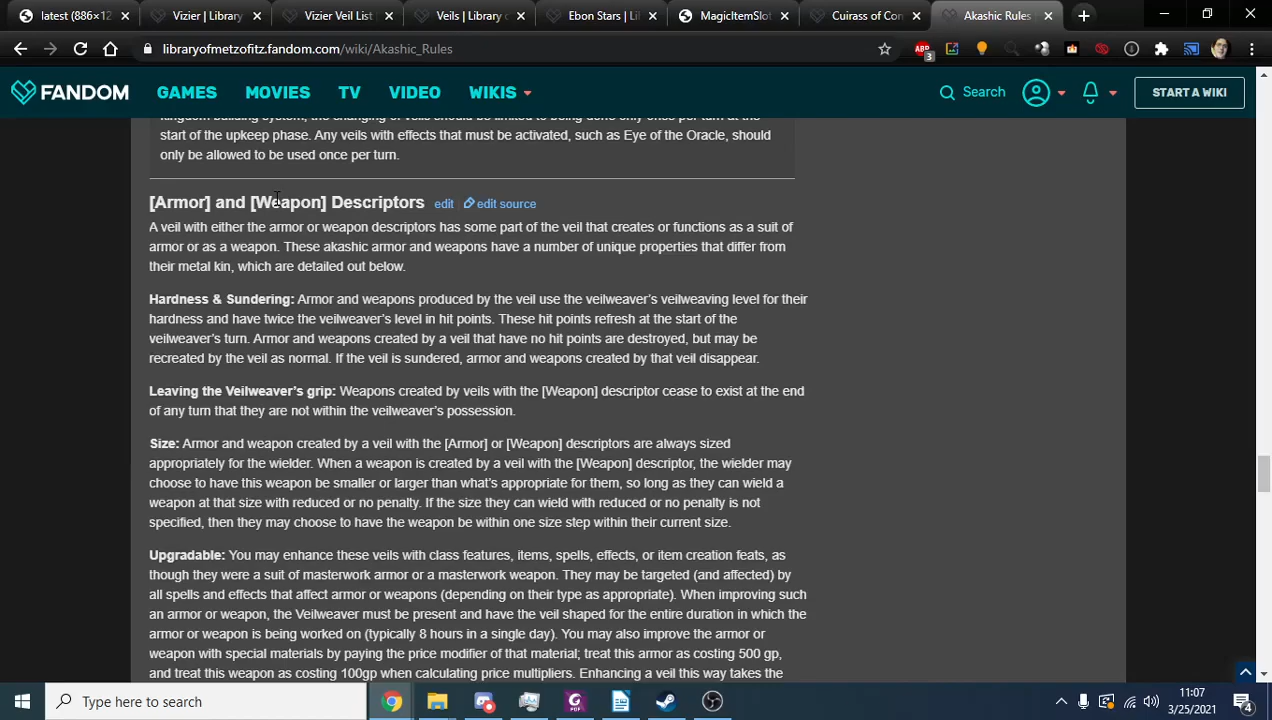 latest (886×12
Vizier | Library
Vizier Veil List
Veils | Library o
Ebon Stars | Li
MagicItemSlot
Cuirass of Con
Akashic Rules
libraryofmetzofitz.fandom.com/wiki/Akashic_Rules
ABP
3
FANDOM
GAMES
MOVIES
TV
VIDEO
WIKIS
Search
START A WIKI
start of the upkeep phase. Any veils with effects that must be activated, such as Eye of the Oracle, should
only be allowed to be used once per turn.
[Armor] and [Weapon] Descriptors edit edit source
A veil with either the armor or weapon descriptors has some part of the veil that creates or functions as a suit of
armor or as a weapon. These akashic armor and weapons have a number of unique properties that differ from
their metal kin, which are detailed out below.
Hardness & Sundering: Armor and weapons produced by the veil use the veilweaver's veilweaving level for their
hardness and have twice the veilweaver's level in hit points. These hit points refresh at the start of the
veilweaver's turn. Armor and weapons created by a veil that have no hit points are destroyed, but may be
recreated by the veil as normal. If the veil is sundered, armor and weapons created by that veil disappear.
Leaving the Veilweaver's grip: Weapons created by veils with the [Weapon] descriptor cease to exist at the end
of any turn that they are not within the veilweaver's possession.
Size: Armor and weapon created by a veil with the [Armor] or [Weapon] descriptors are always sized
appropriately for the wielder. When a weapon is created by a veil with the [Weapon] descriptor, the wielder may
choose to have this weapon be smaller or larger than what's appropriate for them, so long as they can wield a
weapon at that size with reduced or no penalty. If the size they can wield with reduced or no penalty is not
specified, then they may choose to have the weapon be within one size step within their current size.
Upgradable: You may enhance these veils with class features, items, spells, effects, or item creation feats, as
though they were a suit of masterwork armor or a masterwork weapon. They may be targeted (and affected) by
all spells and effects that affect armor or weapons (depending on their type as appropriate). When improving such
an armor or weapon, the Veilweaver must be present and have the veil shaped for the entire duration in which the
armor or weapon is being worked on (typically 8 hours in a single day). You may also improve the armor or
weapon with special materials by paying the price modifier of that material; treat this armor as costing 500 gp,
and treat this weapon as costing 100gp when calculating price multipliers. Enhancing a veil this way takes the
Type here to search
PDF
11:07
3/25/2021
4